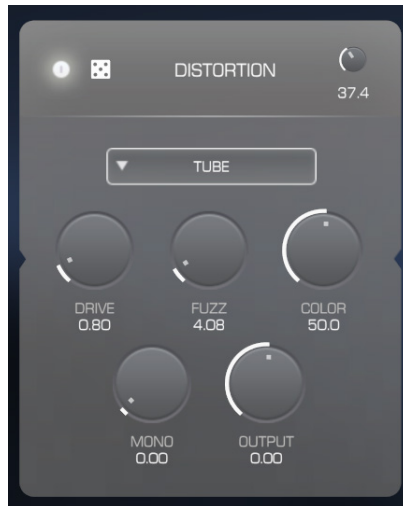 DISTORTION
37.4
TUBE
DRIVE FUZZ COLOR
0.80 4.08 50.0
MONO OUTPUT
0.00 0.00